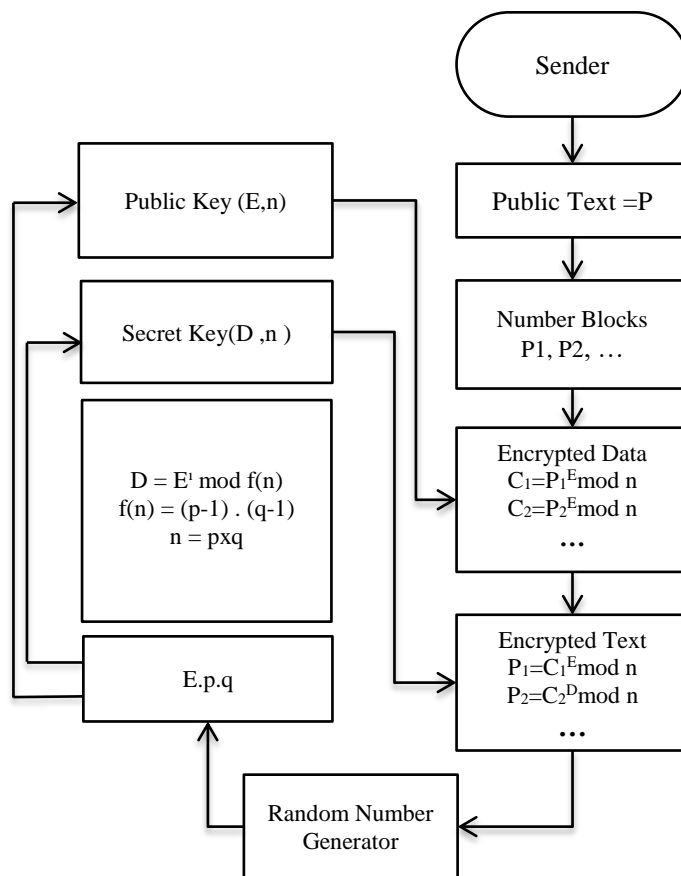 Sender
Public Text =P
Number Blocks
P1, P2, …
Encrypted Data
C₁=P₁ᴱmod n
C₂=P₂ᴱmod n
…
Encrypted Text
P₁=C₁ᴱmod n
P₂=C₂ᴰmod n
…
Random Number
Generator
E.p.q
Public Key (E,n)
Secret Key(D ,n )
D = E¹ mod f(n)
f(n) = (p-1) . (q-1)
n = pxq